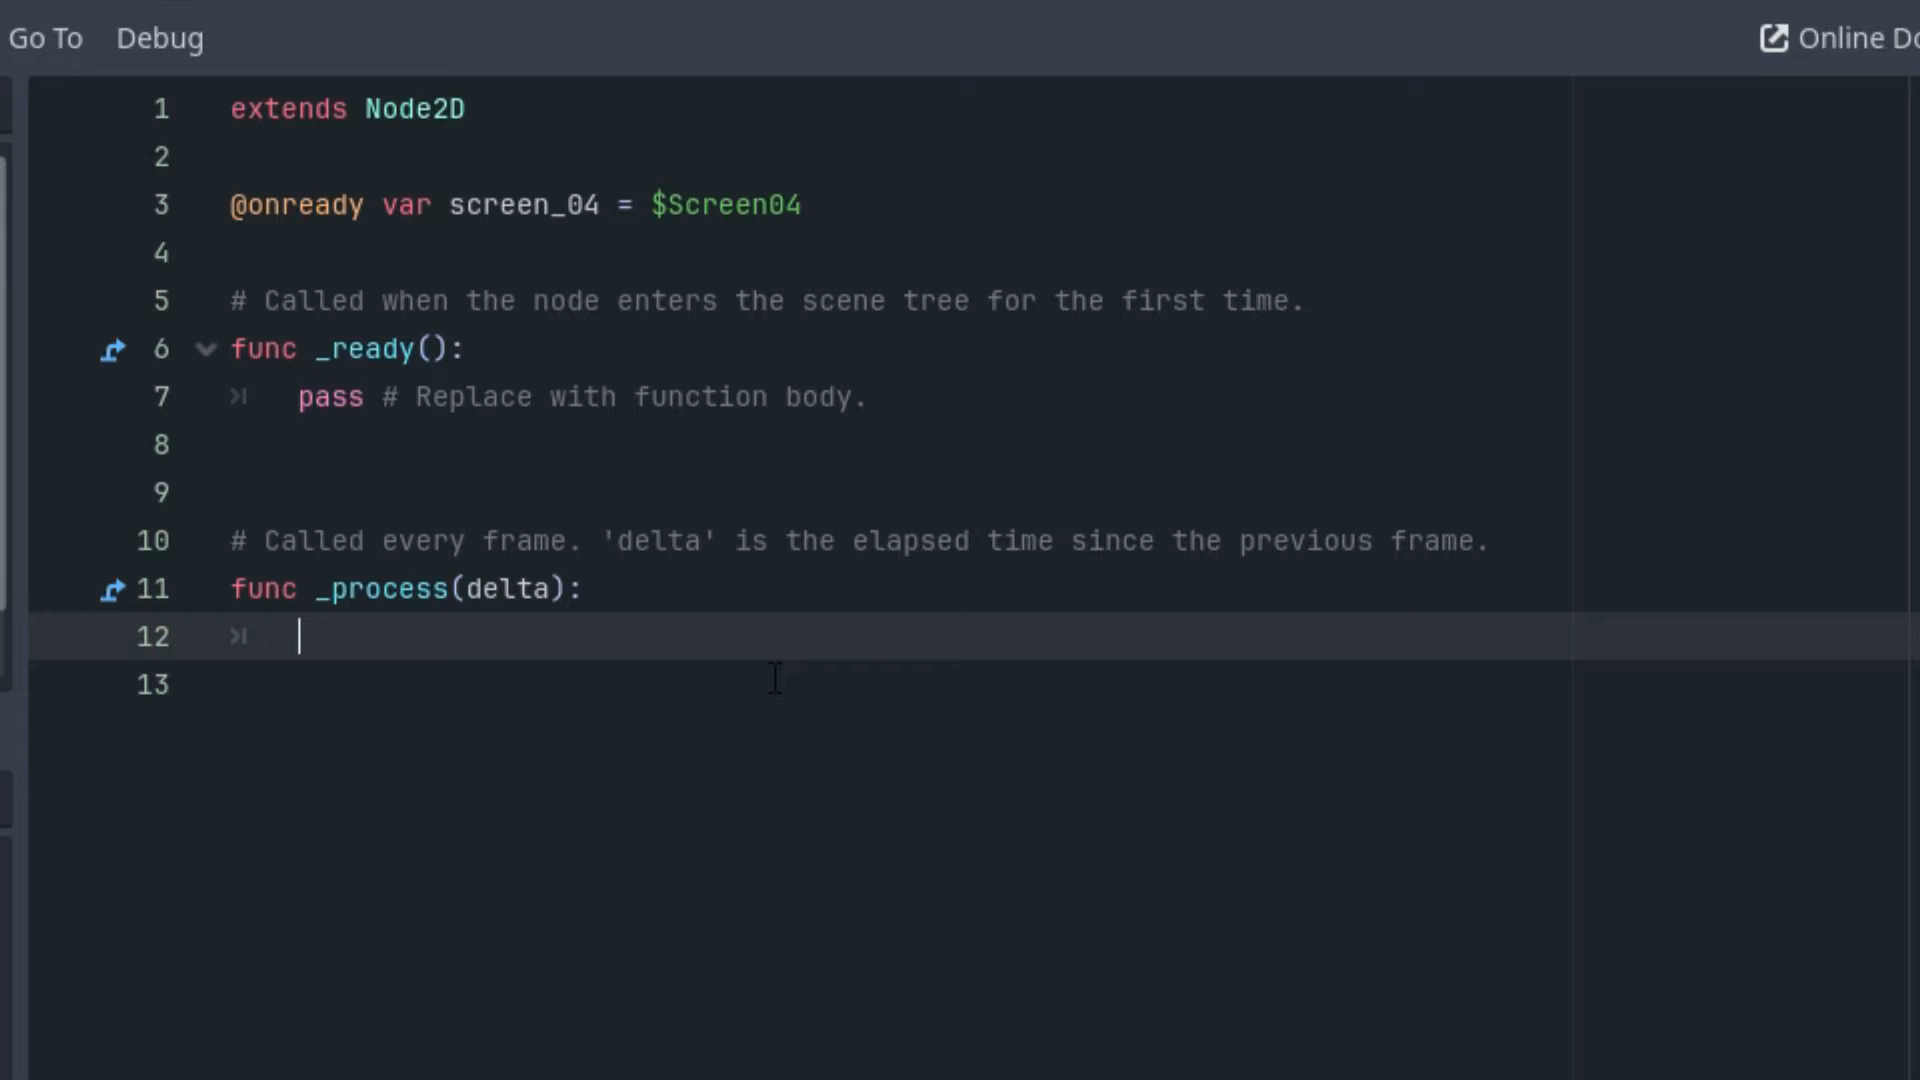 Go To Debug Online Do
1 extends Node2D
2
3 @onready var screen_04 = $Screen04
4
5 # Called when the node enters the scene tree for the first time.
6 func _ready():
7 pass # Replace with function body.
8
9
10 # Called every frame. 'delta' is the elapsed time since the previous frame.
11 func _process(delta):
12
13